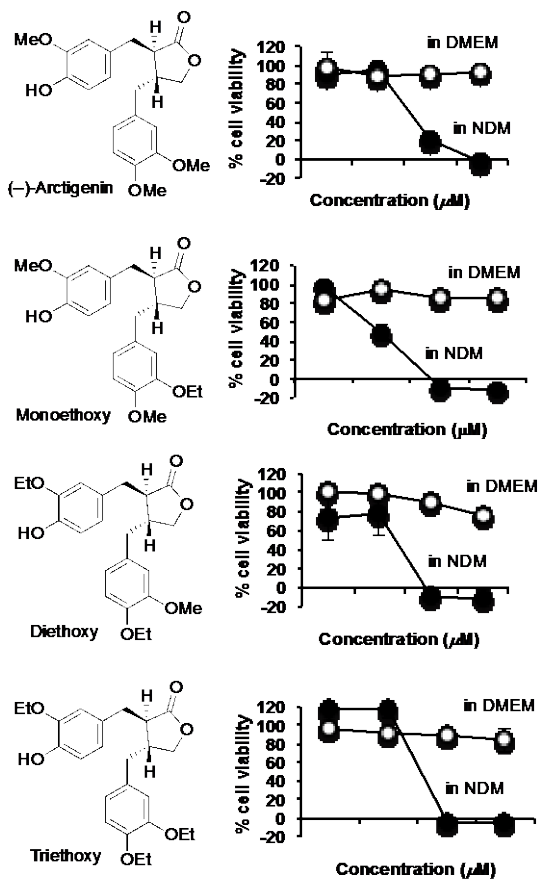 MeO
H
O
O
HO
H
OMe
OMe
(−)-Arctigenin
% cell viability
120
100
80
60
40
20
0
-20
in DMEM
in NDM
Concentration (μM)
MeO
H
O
O
HO
H
OEt
OMe
Monoethoxy
% cell viability
120
100
80
60
40
20
0
-20
in DMEM
in NDM
Concentration (μM)
EtO
H
O
O
HO
H
OMe
OEt
Diethoxy
% cell viability
120
100
80
60
40
20
0
-20
in DMEM
in NDM
Concentration (μM)
EtO
H
O
O
HO
H
OEt
OEt
Triethoxy
% cell viability
120
100
80
60
40
20
0
-20
in DMEM
in NDM
Concentration (μM)